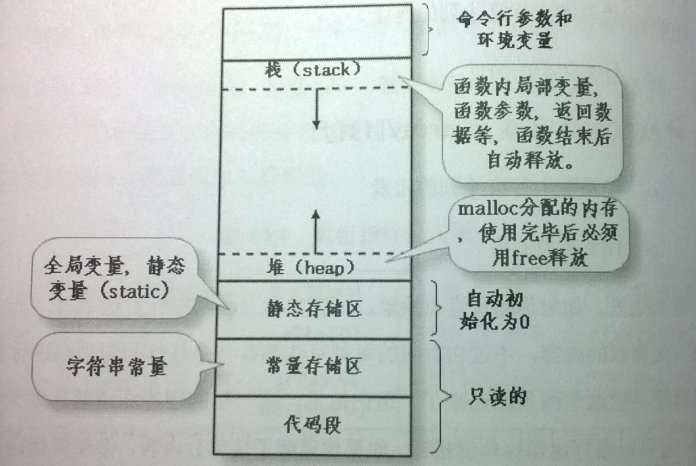 命令行参数和
环境变量
栈（stack）
函数内局部变量，
函数参数，返回数
据等，函数结束后
自动释放。
malloc分配的内存
，使用完毕后必须
用free释放
堆（heap）
全局变量，静态
变量（static）
静态存储区
自动初
始化为0
字符串常量
常量存储区
只读的
代码段